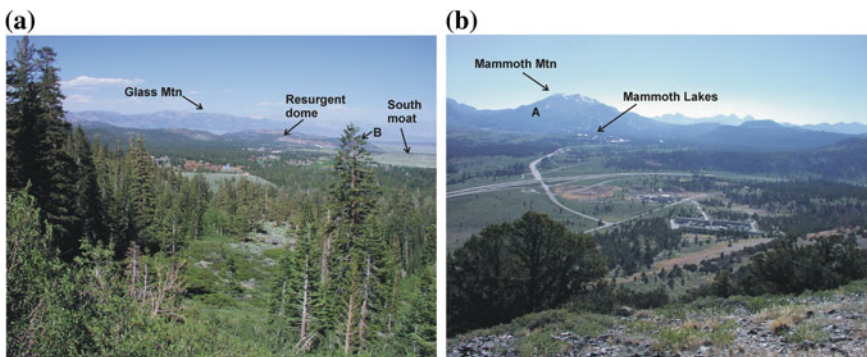 (a)
Glass Mtn
Resurgent
dome
B
South
moat
(b)
Mammoth Mtn
Mammoth Lakes
A